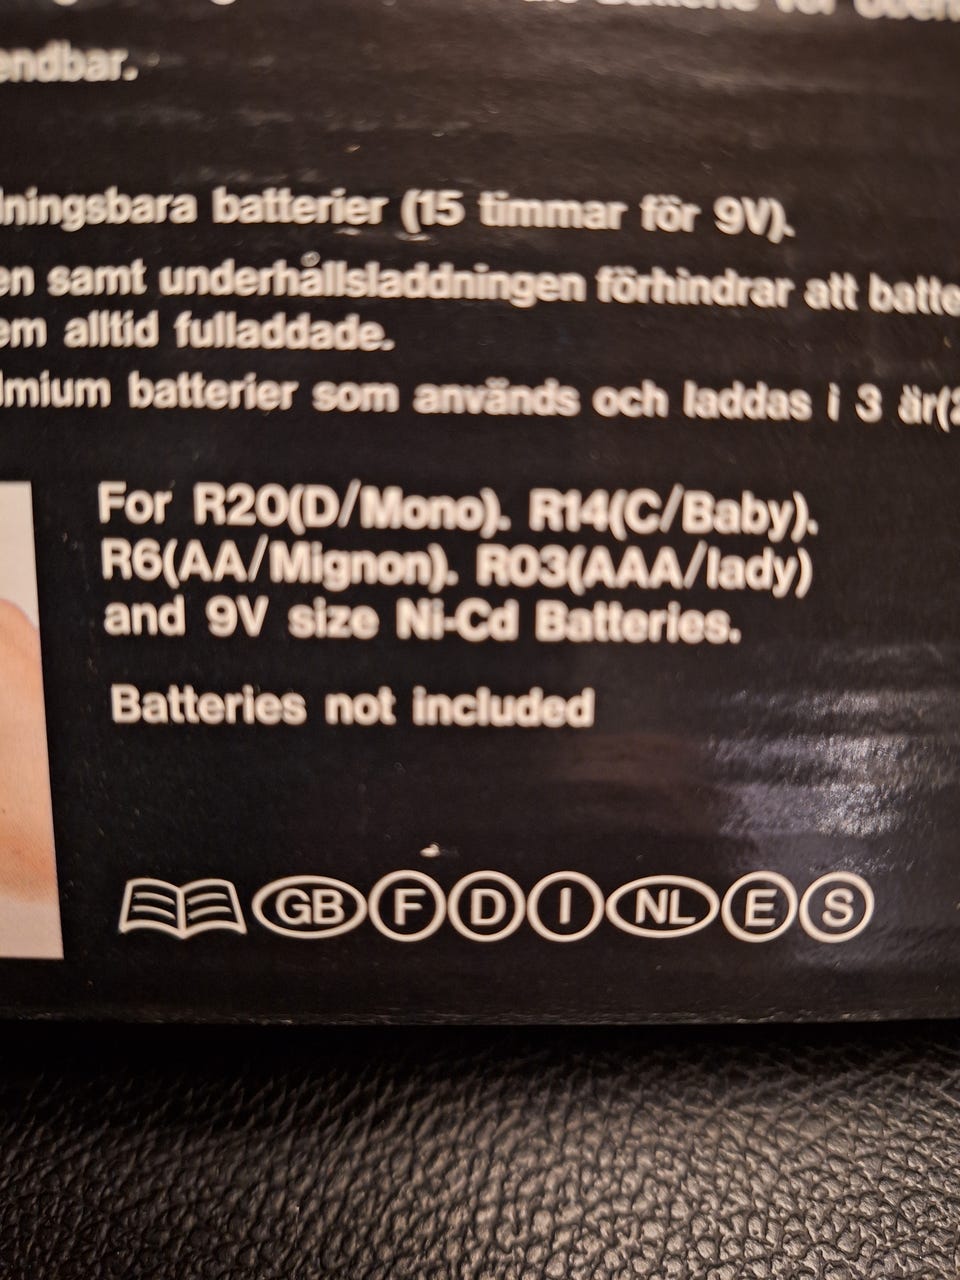 endbar.
dningsbara batterier (15 timmar för 9V).
en samt underhållsladdningen förhindrar att batte
em alltid fulladdade.
dmium batterier som används och laddas i 3 är(2
For R20(D/Mono). R14(C/Baby).
R6(AA/Mignon). R03(AAA/lady)
and 9V size Ni-Cd Batteries.
Batteries not included
GB F D I NL E S